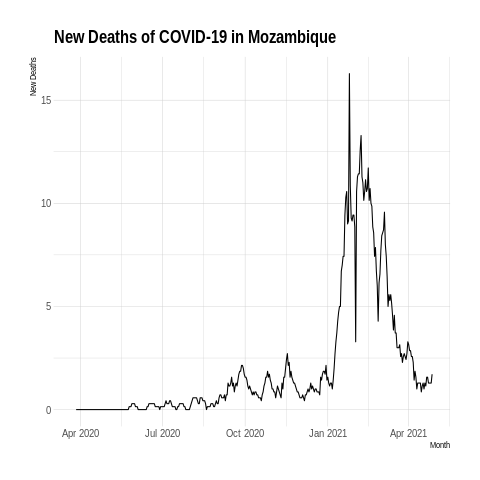 New Deaths of COVID-19 in Mozambique
New Deaths
15
10
5
0
Apr 2020 Jul 2020 Oct 2020 Jan 2021 Apr 2021
Month